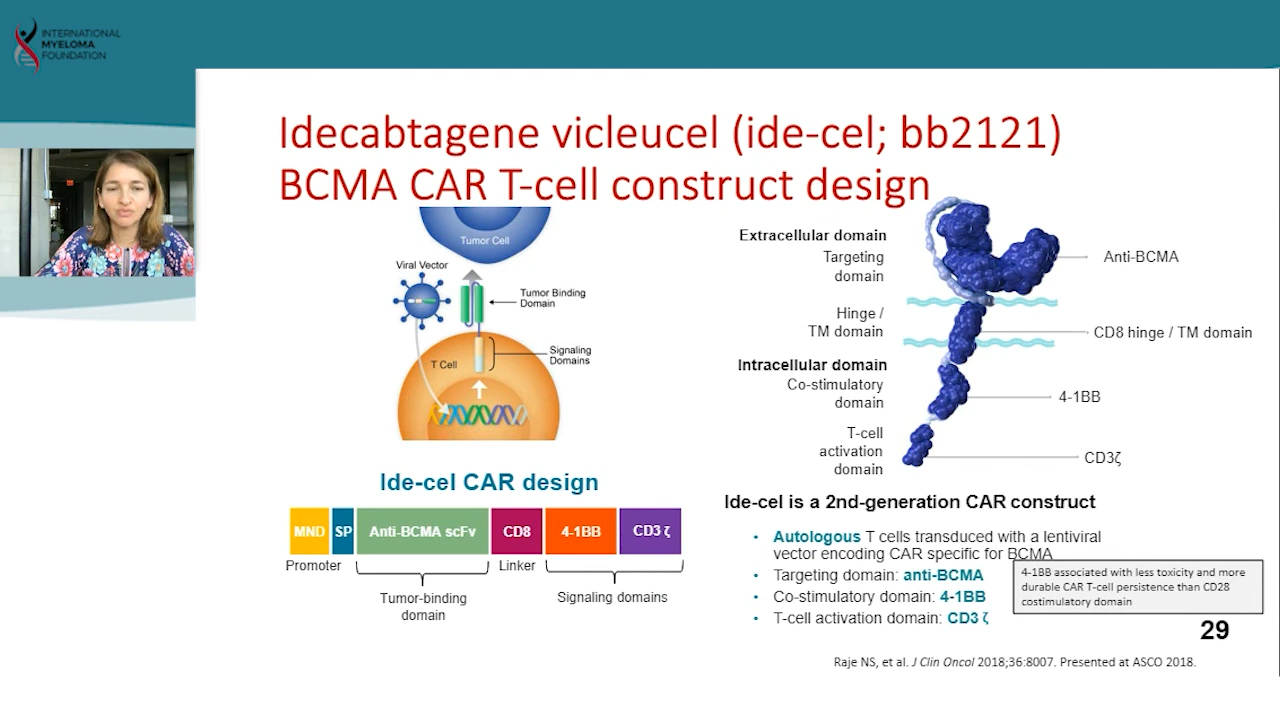 INTERNATIONAL
MYELOMA
FOUNDATION
Idecabtagene vicleucel (ide-cel; bb2121)
BCMA CAR T-cell construct design
Tumor Cell
Viral Vector
Tumor Binding
Domain
Signaling
Domains
T Cell
Ide-cel CAR design
MND
SP
Anti-BCMA scFv
CD8
4-1BB
CD3 ζ
Promoter
Linker
Tumor-binding
domain
Signaling domains
Extracellular domain
Targeting
domain
Anti-BCMA
Hinge /
TM domain
CD8 hinge / TM domain
Intracellular domain
Co-stimulatory
domain
4-1BB
T-cell
activation
domain
CD3ζ
Ide-cel is a 2nd-generation CAR construct
• Autologous T cells transduced with a lentiviral
vector encoding CAR specific for BCMA
• Targeting domain: anti-BCMA
• Co-stimulatory domain: 4-1BB
• T-cell activation domain: CD3 ζ
4-1BB associated with less toxicity and more
durable CAR T-cell persistence than CD28
costimulatory domain
29
Raje NS, et al. J Clin Oncol 2018;36:8007. Presented at ASCO 2018.